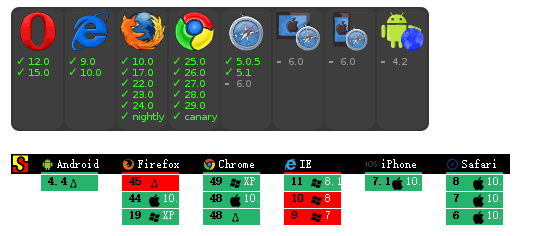 ✓ 12.0 ✓ 9.0 ✓ 10.0 ✓ 25.0 ✓ 5.0.5 - 6.0 - 6.0 - 4.2
✓ 15.0 ✓ 10.0 ✓ 17.0 ✓ 26.0 ✓ 5.1
✓ 22.0 ✓ 27.0 - 6.0
✓ 23.0 ✓ 28.0
✓ 24.0 ✓ 29.0
✓ nightly ✓ canary
S Android Firefox Chrome IE iOS iPhone Safari
4.4 45 49 XP 11 8.1 7.1 10. 8 10.
44 10. 48 10. 10 8 7 10.
19 XP 48 9 7 6 10.